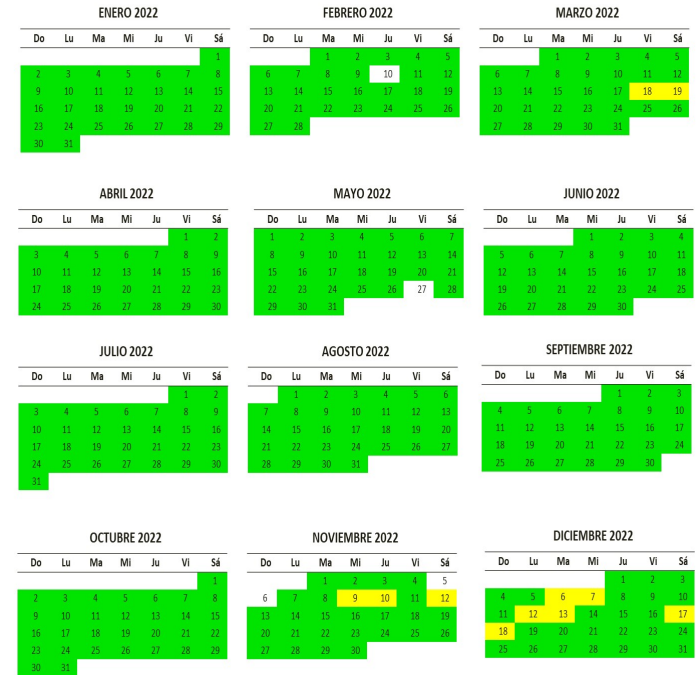 ENERO 2022
Do Lu Ma Mi Ju Vi Sá
1
2 3 4 5 6 7 8
9 10 11 12 13 14 15
16 17 18 19 20 21 22
23 24 25 26 27 28 29
30 31
FEBRERO 2022
Do Lu Ma Mi Ju Vi Sá
1 2 3 4 5
6 7 8 9 10 11 12
13 14 15 16 17 18 19
20 21 22 23 24 25 26
27 28
MARZO 2022
Do Lu Ma Mi Ju Vi Sá
1 2 3 4 5
6 7 8 9 10 11 12
13 14 15 16 17 18 19
20 21 22 23 24 25 26
27 28 29 30 31
ABRIL 2022
Do Lu Ma Mi Ju Vi Sá
1 2
3 4 5 6 7 8 9
10 11 12 13 14 15 16
17 18 19 20 21 22 23
24 25 26 27 28 29 30
MAYO 2022
Do Lu Ma Mi Ju Vi Sá
1 2 3 4 5 6 7
8 9 10 11 12 13 14
15 16 17 18 19 20 21
22 23 24 25 26 27 28
29 30 31
JUNIO 2022
Do Lu Ma Mi Ju Vi Sá
1 2 3 4
5 6 7 8 9 10 11
12 13 14 15 16 17 18
19 20 21 22 23 24 25
26 27 28 29 30
JULIO 2022
Do Lu Ma Mi Ju Vi Sá
1 2
3 4 5 6 7 8 9
10 11 12 13 14 15 16
17 18 19 20 21 22 23
24 25 26 27 28 29 30
31
AGOSTO 2022
Do Lu Ma Mi Ju Vi Sá
1 2 3 4 5 6
7 8 9 10 11 12 13
14 15 16 17 18 19 20
21 22 23 24 25 26 27
28 29 30 31
SEPTIEMBRE 2022
Do Lu Ma Mi Ju Vi Sá
1 2 3
4 5 6 7 8 9 10
11 12 13 14 15 16 17
18 19 20 21 22 23 24
25 26 27 28 29 30
OCTUBRE 2022
Do Lu Ma Mi Ju Vi Sá
1
2 3 4 5 6 7 8
9 10 11 12 13 14 15
16 17 18 19 20 21 22
23 24 25 26 27 28 29
30 31
NOVIEMBRE 2022
Do Lu Ma Mi Ju Vi Sá
1 2 3 4 5
6 7 8 9 10 11 12
13 14 15 16 17 18 19
20 21 22 23 24 25 26
27 28 29 30
DICIEMBRE 2022
Do Lu Ma Mi Ju Vi Sá
1 2 3
4 5 6 7 8 9 10
11 12 13 14 15 16 17
18 19 20 21 22 23 24
25 26 27 28 29 30 31